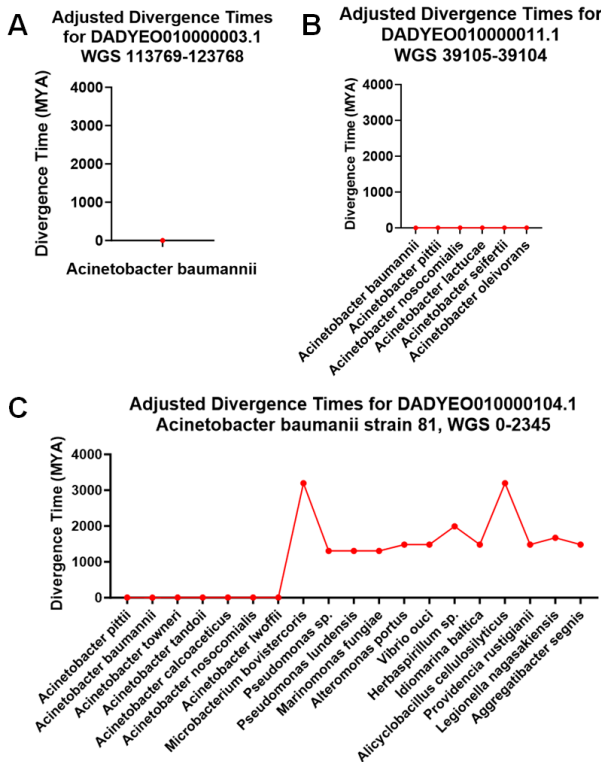 A
Adjusted Divergence Times
for DADYEO010000003.1
WGS 113769-123768
Divergence Time (MYA)
4000
3000
2000
1000
0
Acinetobacter baumannii
B
Adjusted Divergence Times for
DADYEO010000011.1
WGS 39105-39104
Divergence Time (MYA)
4000
3000
2000
1000
0
Acinetobacter baumannii
Acinetobacter pittii
Acinetobacter nosocomialis
Acinetobacter lactucae
Acinetobacter seifertii
Acinetobacter oleivorans
C
Adjusted Divergence Times for DADYEO010000104.1
Acinetobacter baumanii strain 81, WGS 0-2345
Divergence Time (MYA)
4000
3000
2000
1000
0
Acinetobacter pittii
Acinetobacter baumannii
Acinetobacter towneri
Acinetobacter tandoii
Acinetobacter calcoaceticus
Acinetobacter nosocomialis
Acinetobacter lwoffii
Microbacterium bovistercoris
Pseudomonas sp.
Pseudomonas lundensis
Marinomonas fungiae
Alteromonas portus
Vibrio ouci
Herbaspirillum sp.
Idiomarina baltica
Alicyclobacillus cellulosilyticus
Providencia rustigianii
Legionella nagasakiensis
Aggregatibacter segnis